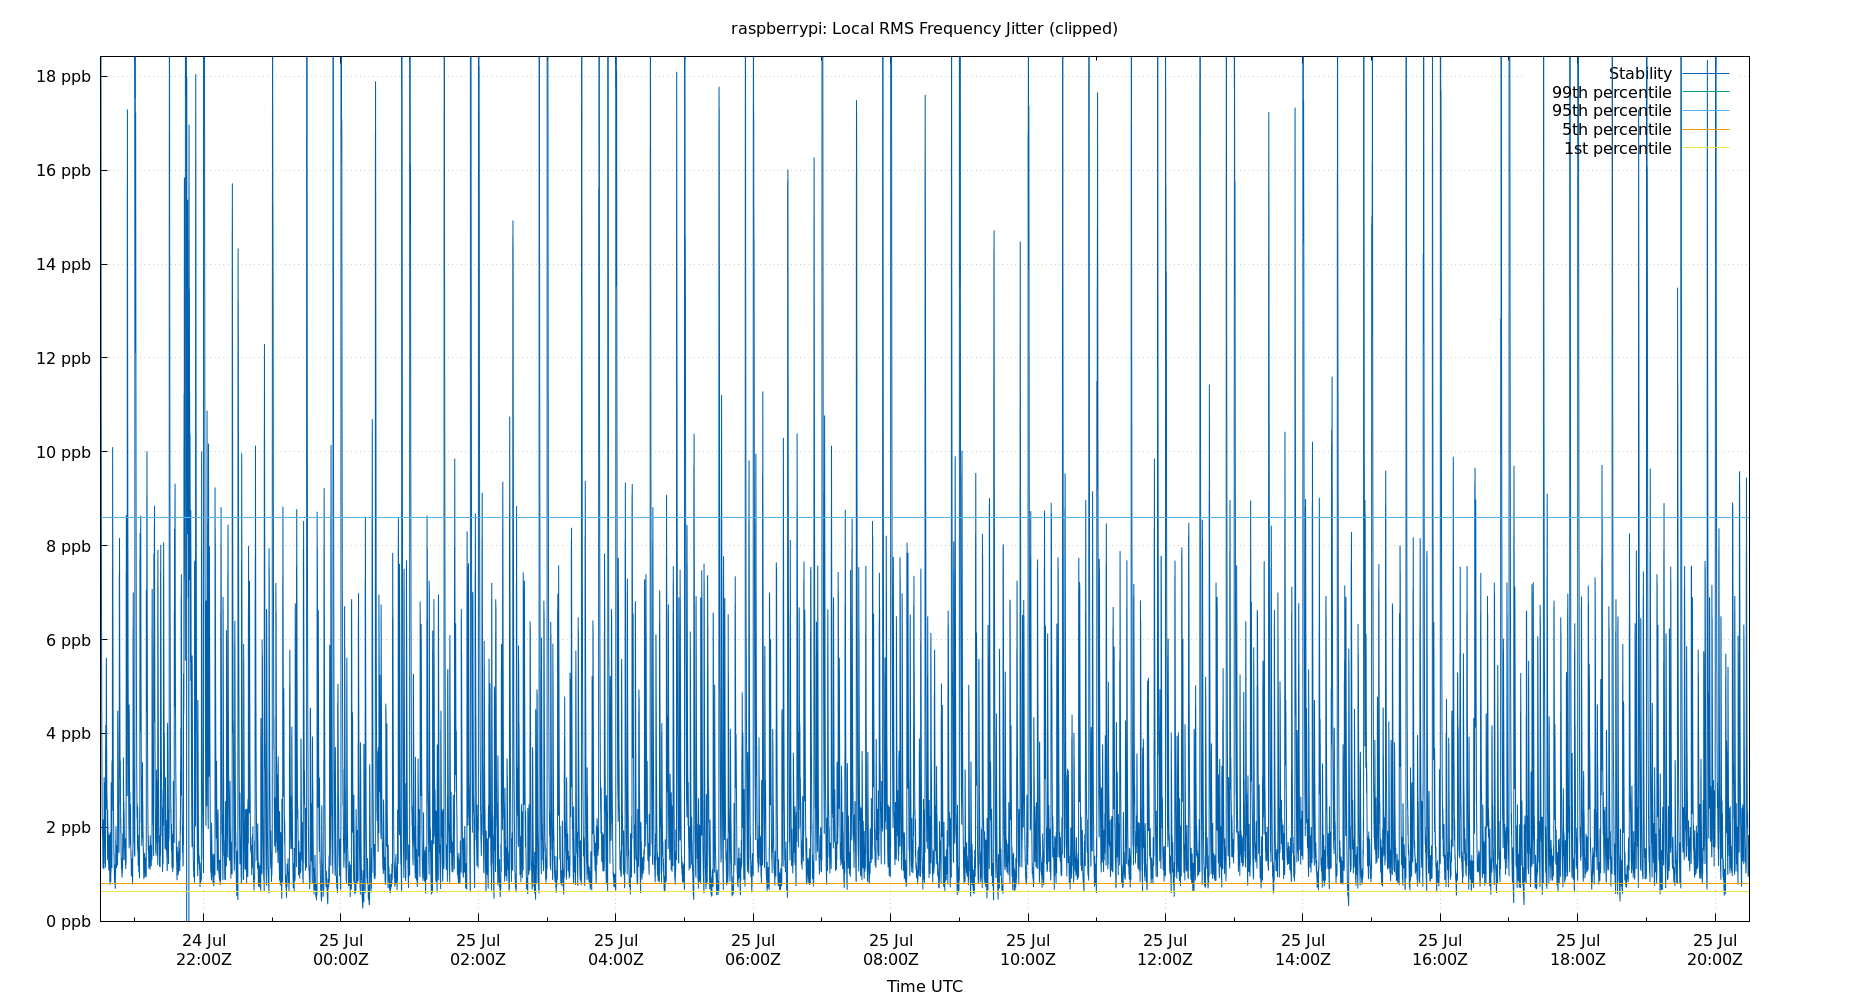 raspberrypi: Local RMS Frequency Jitter (clipped)
18 ppb
16 ppb
14 ppb
12 ppb
10 ppb
8 ppb
6 ppb
4 ppb
2 ppb
0 ppb
Stability
99th percentile
95th percentile
5th percentile
1st percentile
24 Jul 25 Jul 25 Jul 25 Jul 25 Jul 25 Jul 25 Jul 25 Jul 25 Jul 25 Jul 25 Jul 25 Jul
22:00Z 00:00Z 02:00Z 04:00Z 06:00Z 08:00Z 10:00Z 12:00Z 14:00Z 16:00Z 18:00Z 20:00Z
Time UTC